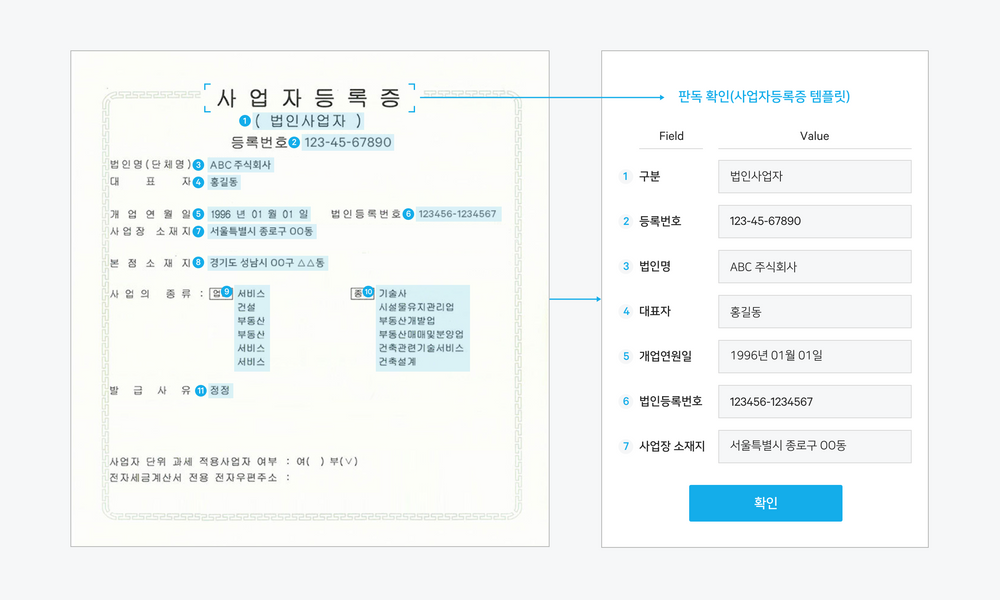 사업자등록증
1 ( 법인사업자 )
등록번호 2 123-45-67890
법인명(단체명) 3 ABC 주식회사
대 표 자 4 홍길동
개 업 연 월 일 5 1996 년 01 월 01 일 법인등록번호 6 123456-1234567
사업장 소재지 7 서울특별시 종로구 OO동
본 점 소 재 지 8 경기도 성남시 OO구 △△동
사 업 의 종 류 : 업 9 서비스 종 10 기술사
건설 시설물유지관리업
부동산 부동산개발업
부동산 부동산매매및분양업
서비스 건축관련기술서비스
서비스 건축설계
발 급 사 유 11 정정
사업자 단위 과세 적용사업자 여부 : 여( ) 부(∨)
전자세금계산서 전용 전자우편주소 :
판독 확인(사업자등록증 템플릿)
Field Value
1 구분 법인사업자
2 등록번호 123-45-67890
3 법인명 ABC 주식회사
4 대표자 홍길동
5 개업연원일 1996년 01월 01일
6 법인등록번호 123456-1234567
7 사업장 소재지 서울특별시 종로구 OO동
확인